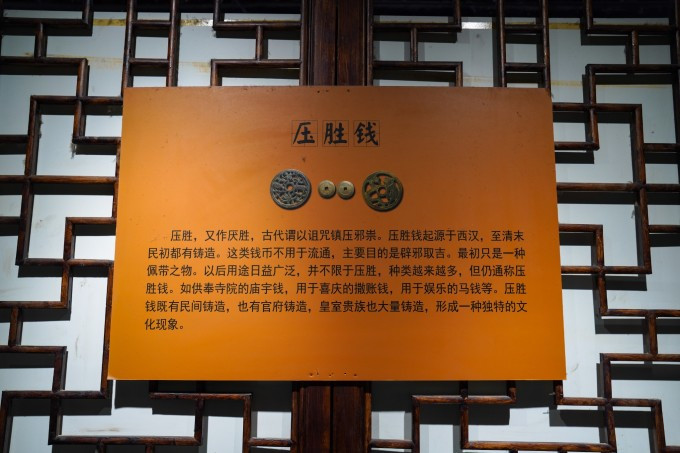 压胜钱
压胜，又作厌胜，古代谓以诅咒镇压邪祟。压胜钱起源于西汉，至清末
民初都有铸造。这类钱币不用于流通，主要目的是辟邪取吉。最初只是一种
佩带之物。以后用途日益广泛，并不限于压胜，种类越来越多，但仍通称压
胜钱。如供奉寺院的庙宇钱，用于喜庆的撒账钱，用于娱乐的马钱等。压胜
钱既有民间铸造，也有官府铸造，皇室贵族也大量铸造，形成一种独特的文
化现象。